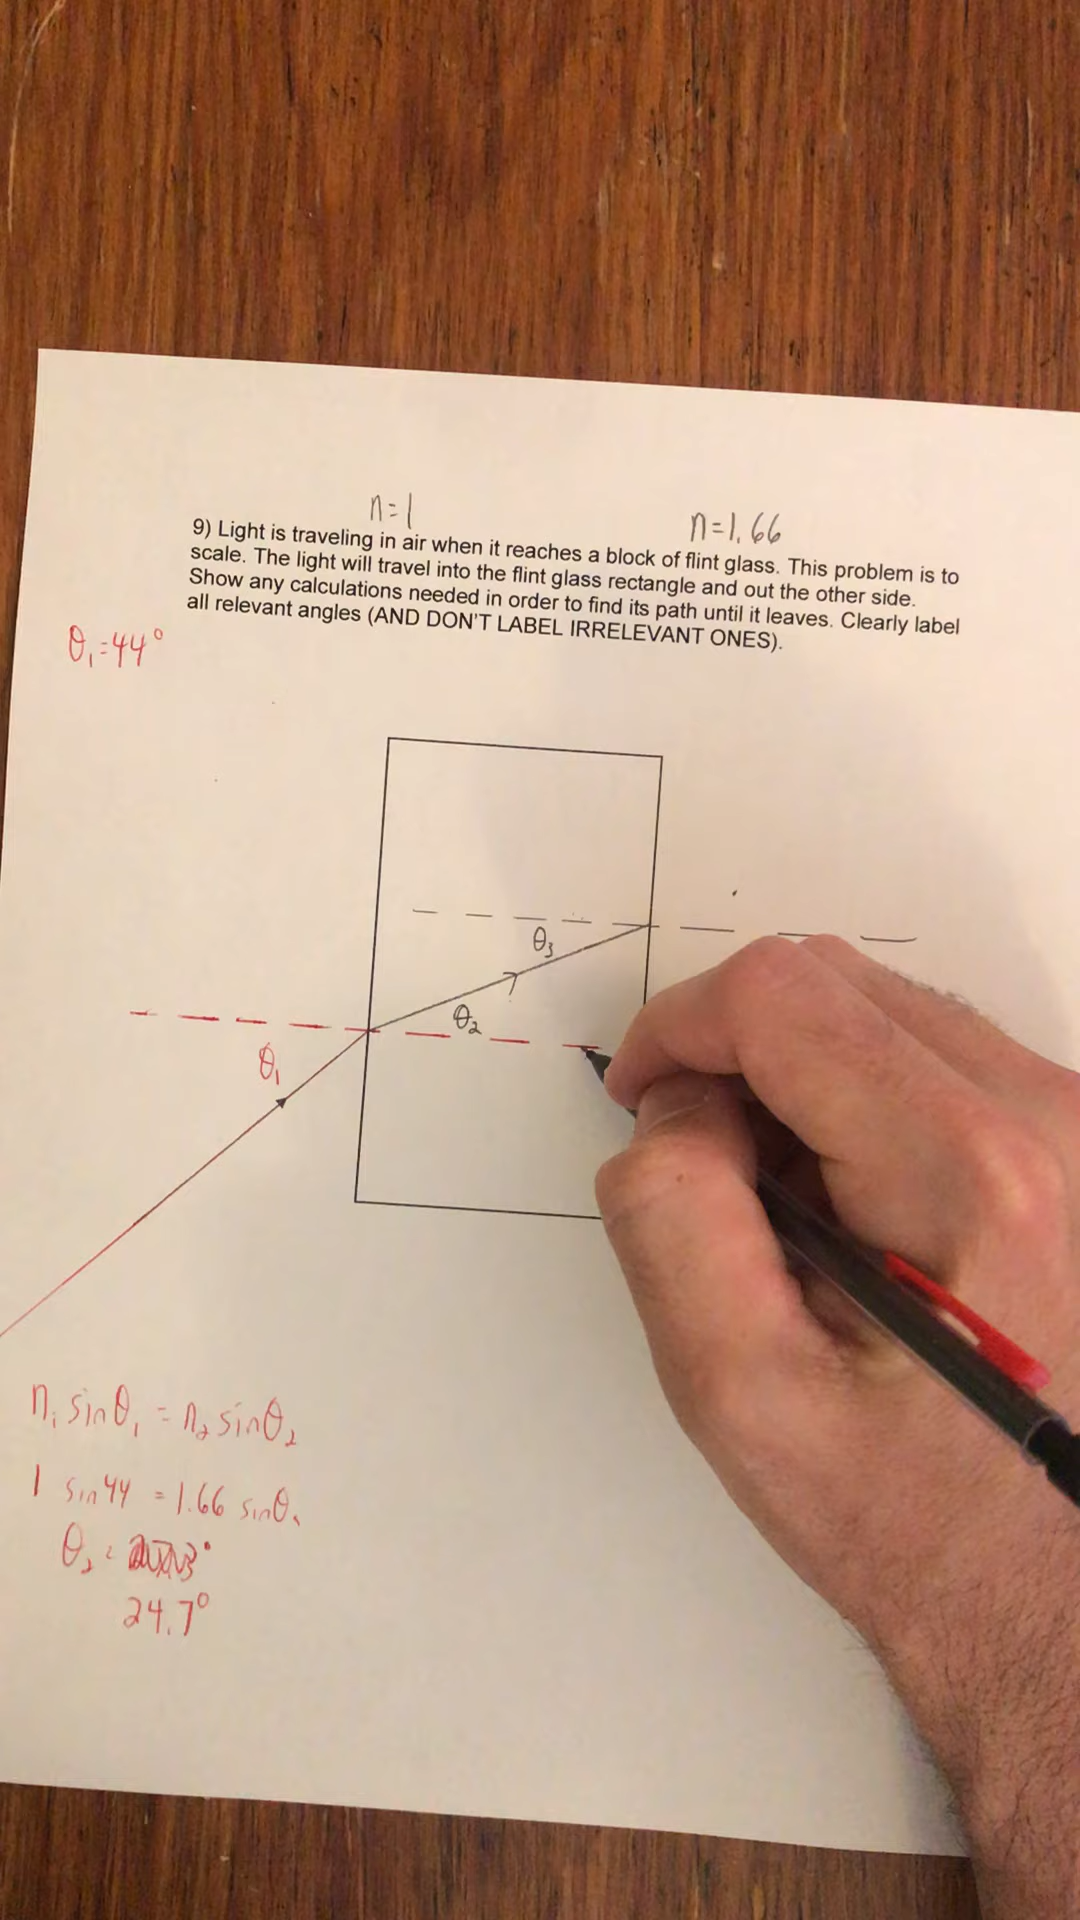 n=1
n=1.66
9) Light is traveling in air when it reaches a block of flint glass. This problem is to
scale. The light will travel into the flint glass rectangle and out the other side.
Show any calculations needed in order to find its path until it leaves. Clearly label
all relevant angles (AND DON'T LABEL IRRELEVANT ONES).
θ₁=44°
θ₃
θ₂
θ₁
n₁ sinθ₁ = n₂ sinθ₂
1 sin44 = 1.66 sinθ₂
θ₂ =
24.7°